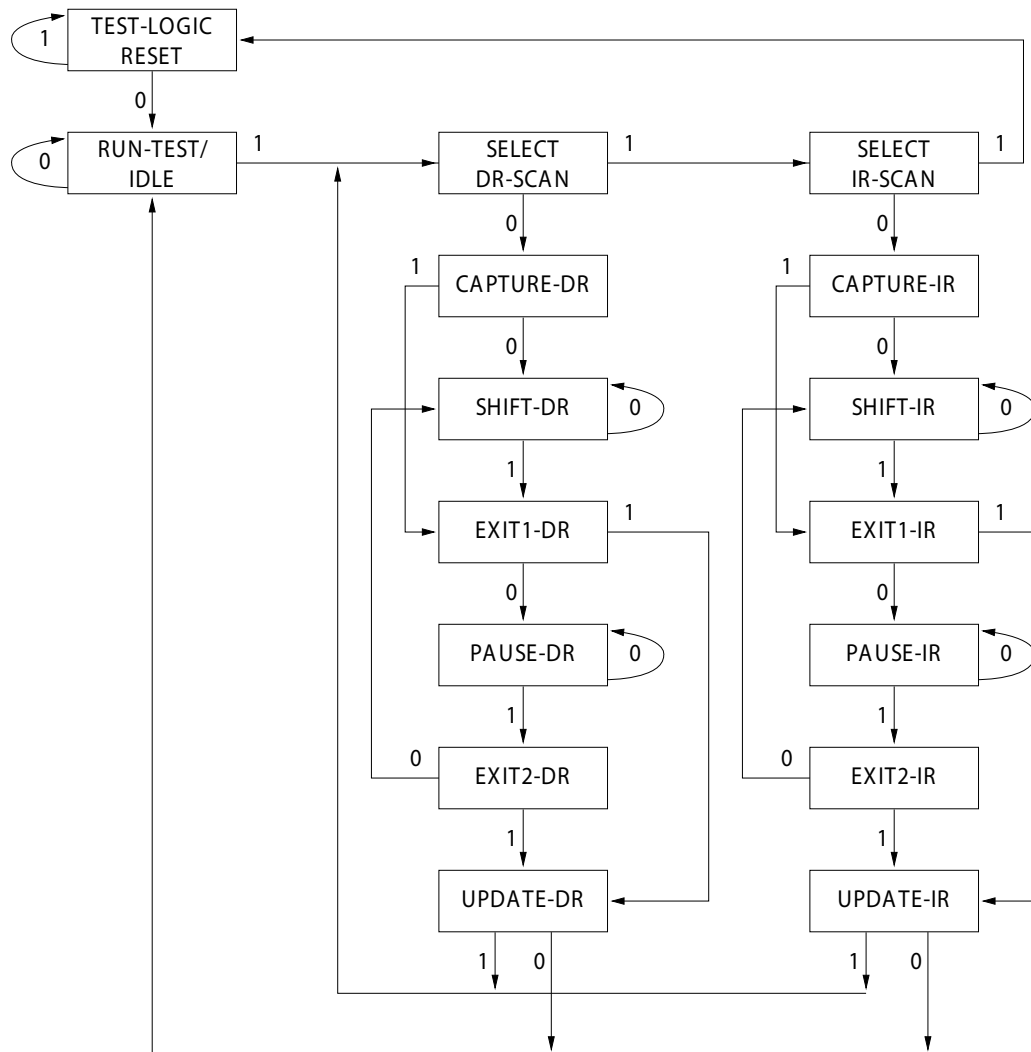 TEST-LOGIC
RESET
1
0
RUN-TEST/
IDLE
0
1
SELECT
DR-SCAN
1
SELECT
IR-SCAN
1
0
0
1
CAPTURE-DR
1
CAPTURE-IR
0
0
SHIFT-DR
0
SHIFT-IR
0
1
1
EXIT1-DR
1
EXIT1-IR
1
0
0
PAUSE-DR
0
PAUSE-IR
0
1
1
0
EXIT2-DR
0
EXIT2-IR
1
1
UPDATE-DR
UPDATE-IR
1
0
1
0